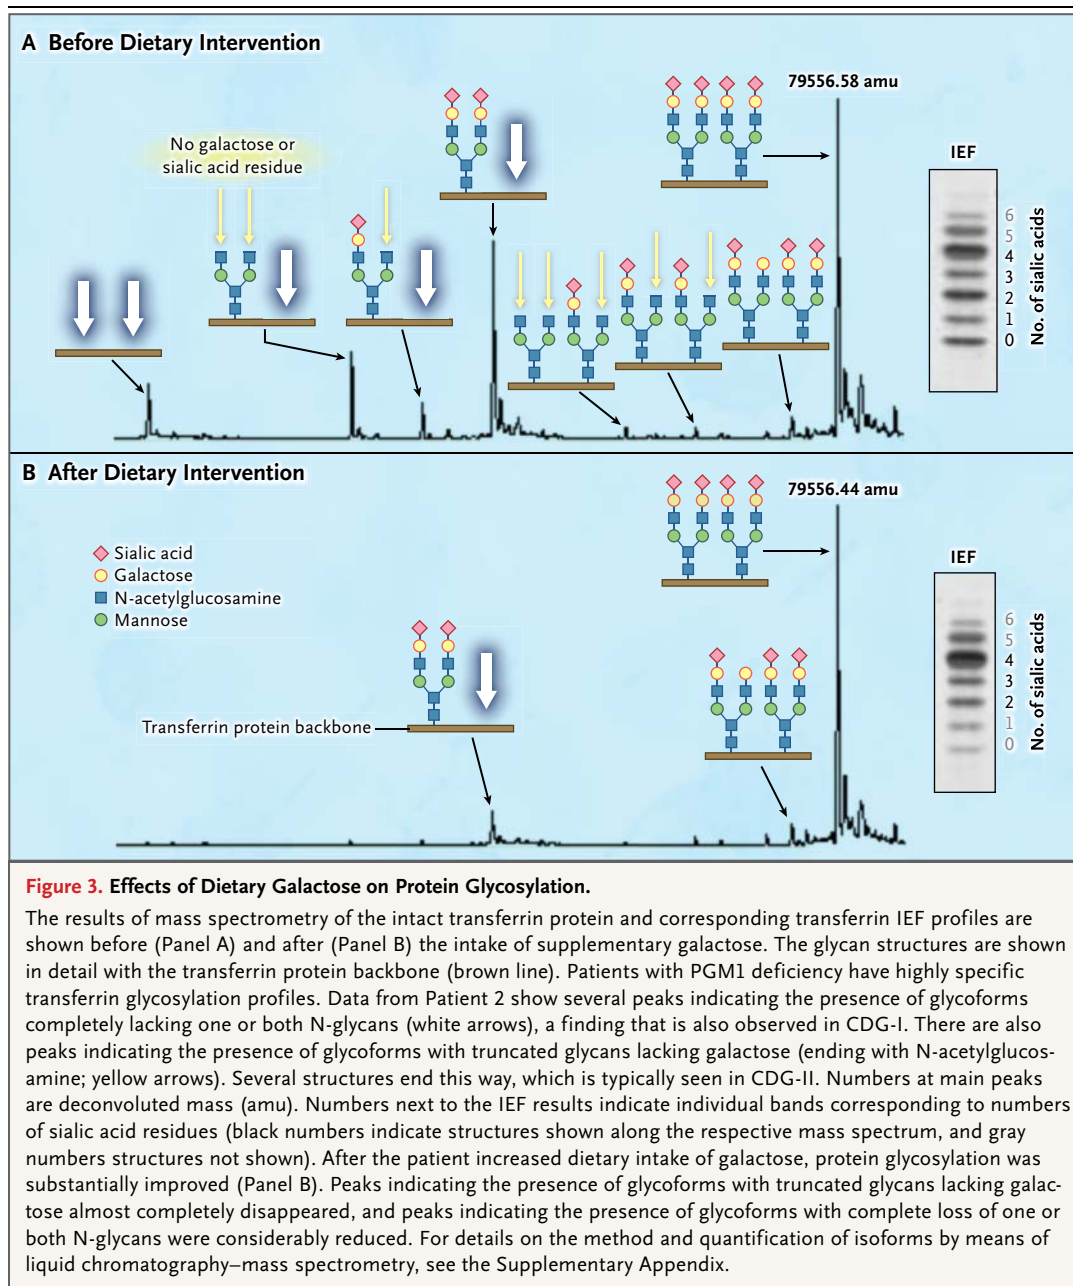 A Before Dietary Intervention
79556.58 amu
No galactose or
sialic acid residue
IEF
6
5
4
3
2
1
0
No. of sialic acids
B After Dietary Intervention
79556.44 amu
Sialic acid
Galactose
N-acetylglucosamine
Mannose
IEF
6
5
4
3
2
1
0
No. of sialic acids
Transferrin protein backbone
Figure 3. Effects of Dietary Galactose on Protein Glycosylation.
The results of mass spectrometry of the intact transferrin protein and corresponding transferrin IEF profiles are
shown before (Panel A) and after (Panel B) the intake of supplementary galactose. The glycan structures are shown
in detail with the transferrin protein backbone (brown line). Patients with PGM1 deficiency have highly specific
transferrin glycosylation profiles. Data from Patient 2 show several peaks indicating the presence of glycoforms
completely lacking one or both N-glycans (white arrows), a finding that is also observed in CDG-I. There are also
peaks indicating the presence of glycoforms with truncated glycans lacking galactose (ending with N-acetylglucos-
amine; yellow arrows). Several structures end this way, which is typically seen in CDG-II. Numbers at main peaks
are deconvoluted mass (amu). Numbers next to the IEF results indicate individual bands corresponding to numbers
of sialic acid residues (black numbers indicate structures shown along the respective mass spectrum, and gray
numbers structures not shown). After the patient increased dietary intake of galactose, protein glycosylation was
substantially improved (Panel B). Peaks indicating the presence of glycoforms with truncated glycans lacking galac-
tose almost completely disappeared, and peaks indicating the presence of glycoforms with complete loss of one or
both N-glycans were considerably reduced. For details on the method and quantification of isoforms by means of
liquid chromatography–mass spectrometry, see the Supplementary Appendix.